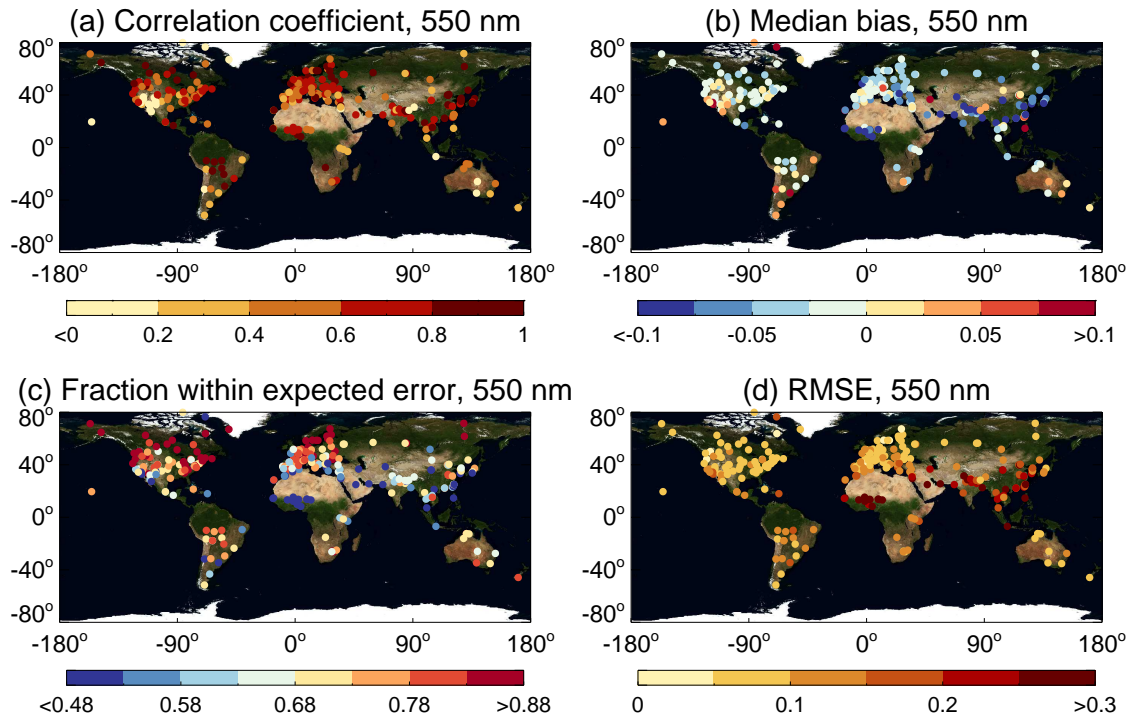 (a) Correlation coefficient, 550 nm
(b) Median bias, 550 nm
80°
40°
0°
-40°
-80°
-180° -90° 0° 90° 180°
<0 0.2 0.4 0.6 0.8 1
80°
40°
0°
-40°
-80°
-180° -90° 0° 90° 180°
<-0.1 -0.05 0 0.05 >0.1
(c) Fraction within expected error, 550 nm
(d) RMSE, 550 nm
80°
40°
0°
-40°
-80°
-180° -90° 0° 90° 180°
<0.48 0.58 0.68 0.78 >0.88
80°
40°
0°
-40°
-80°
-180° -90° 0° 90° 180°
0 0.1 0.2 >0.3